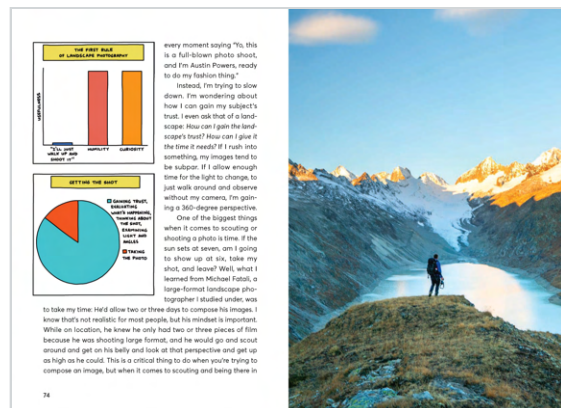 THE FIRST RULE
OF LANDSCAPE PHOTOGRAPHY
USEFULNESS
"I'LL JUST
WALK UP AND
SHOOT IT"
HUMILITY
CURIOSITY
GETTING THE SHOT
GAINING TRUST,
EVALUATING
WHAT'S HAPPENING,
THINKING ABOUT
THE SHOT,
EXAMINING
LIGHT AND
ANGLES
TAKING
THE PHOTO
every moment saying "Yo, this
is a full-blown photo shoot,
and I'm Austin Powers, ready
to do my fashion thing."
Instead, I'm trying to slow
down. I'm wondering about
how I can gain my subject's
trust. I even ask that of a land-
scape: How can I gain the land-
scape's trust? How can I give it
the time it needs? If I rush into
something, my images tend to
be subpar. If I allow enough
time for the light to change, to
just walk around and observe
without my camera, I'm gain-
ing a 360-degree perspective.
One of the biggest things
when it comes to scouting or
shooting a photo is time. If the
sun sets at seven, am I going
to show up at six, take my
shot, and leave? Well, what I
learned from Michael Fatali, a
large-format landscape pho-
tographer I studied under, was
to take my time: He'd allow two or three days to compose his images. I
know that's not realistic for most people, but his mindset is important.
While on location, he knew he only had two or three pieces of film
because he was shooting large format, and he would go and scout
around and get on his belly and look at that perspective and get up
as high as he could. This is a critical thing to do when you're trying to
compose an image, but when it comes to scouting and being there in
74